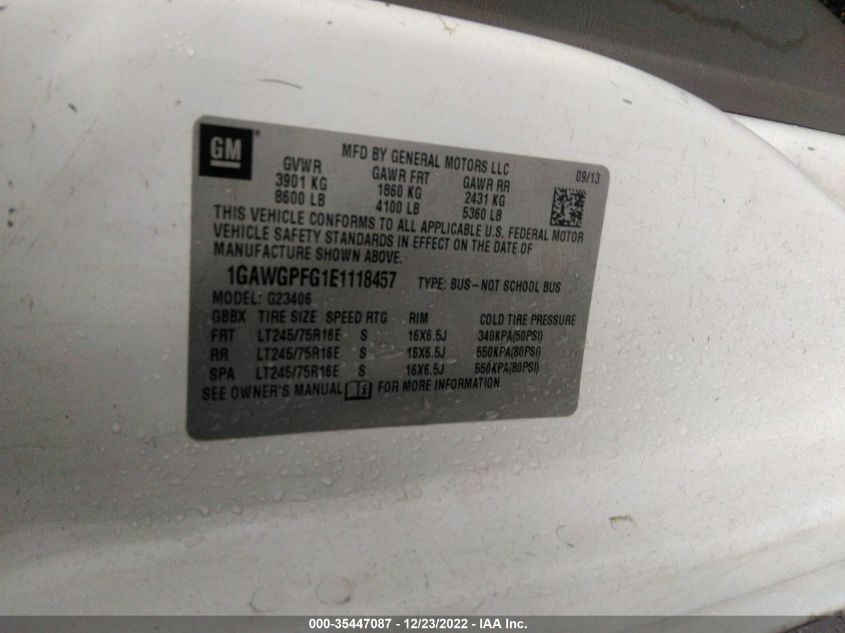 GM
MFD BY GENERAL MOTORS LLC
09/13
GVWR GAWR FRT GAWR RR
3901 KG 1860 KG 2431 KG
8600 LB 4100 LB 5360 LB
THIS VEHICLE CONFORMS TO ALL APPLICABLE U.S. FEDERAL MOTOR
VEHICLE SAFETY STANDARDS IN EFFECT ON THE DATE OF
MANUFACTURE SHOWN ABOVE.
1GAWGPFG1E1118457 TYPE: BUS-NOT SCHOOL BUS
MODEL: G23406
GBBX TIRE SIZE SPEED RTG RIM COLD TIRE PRESSURE
FRT LT245/75R16E S 16X6.5J 340KPA(50PSI)
RR LT245/75R16E S 16X6.5J 550KPA(80PSI)
SPA LT245/75R16E S 16X6.5J 550KPA(80PSI)
SEE OWNER'S MANUAL FOR MORE INFORMATION.
000-35447087 - 12/23/2022 - IAA Inc.